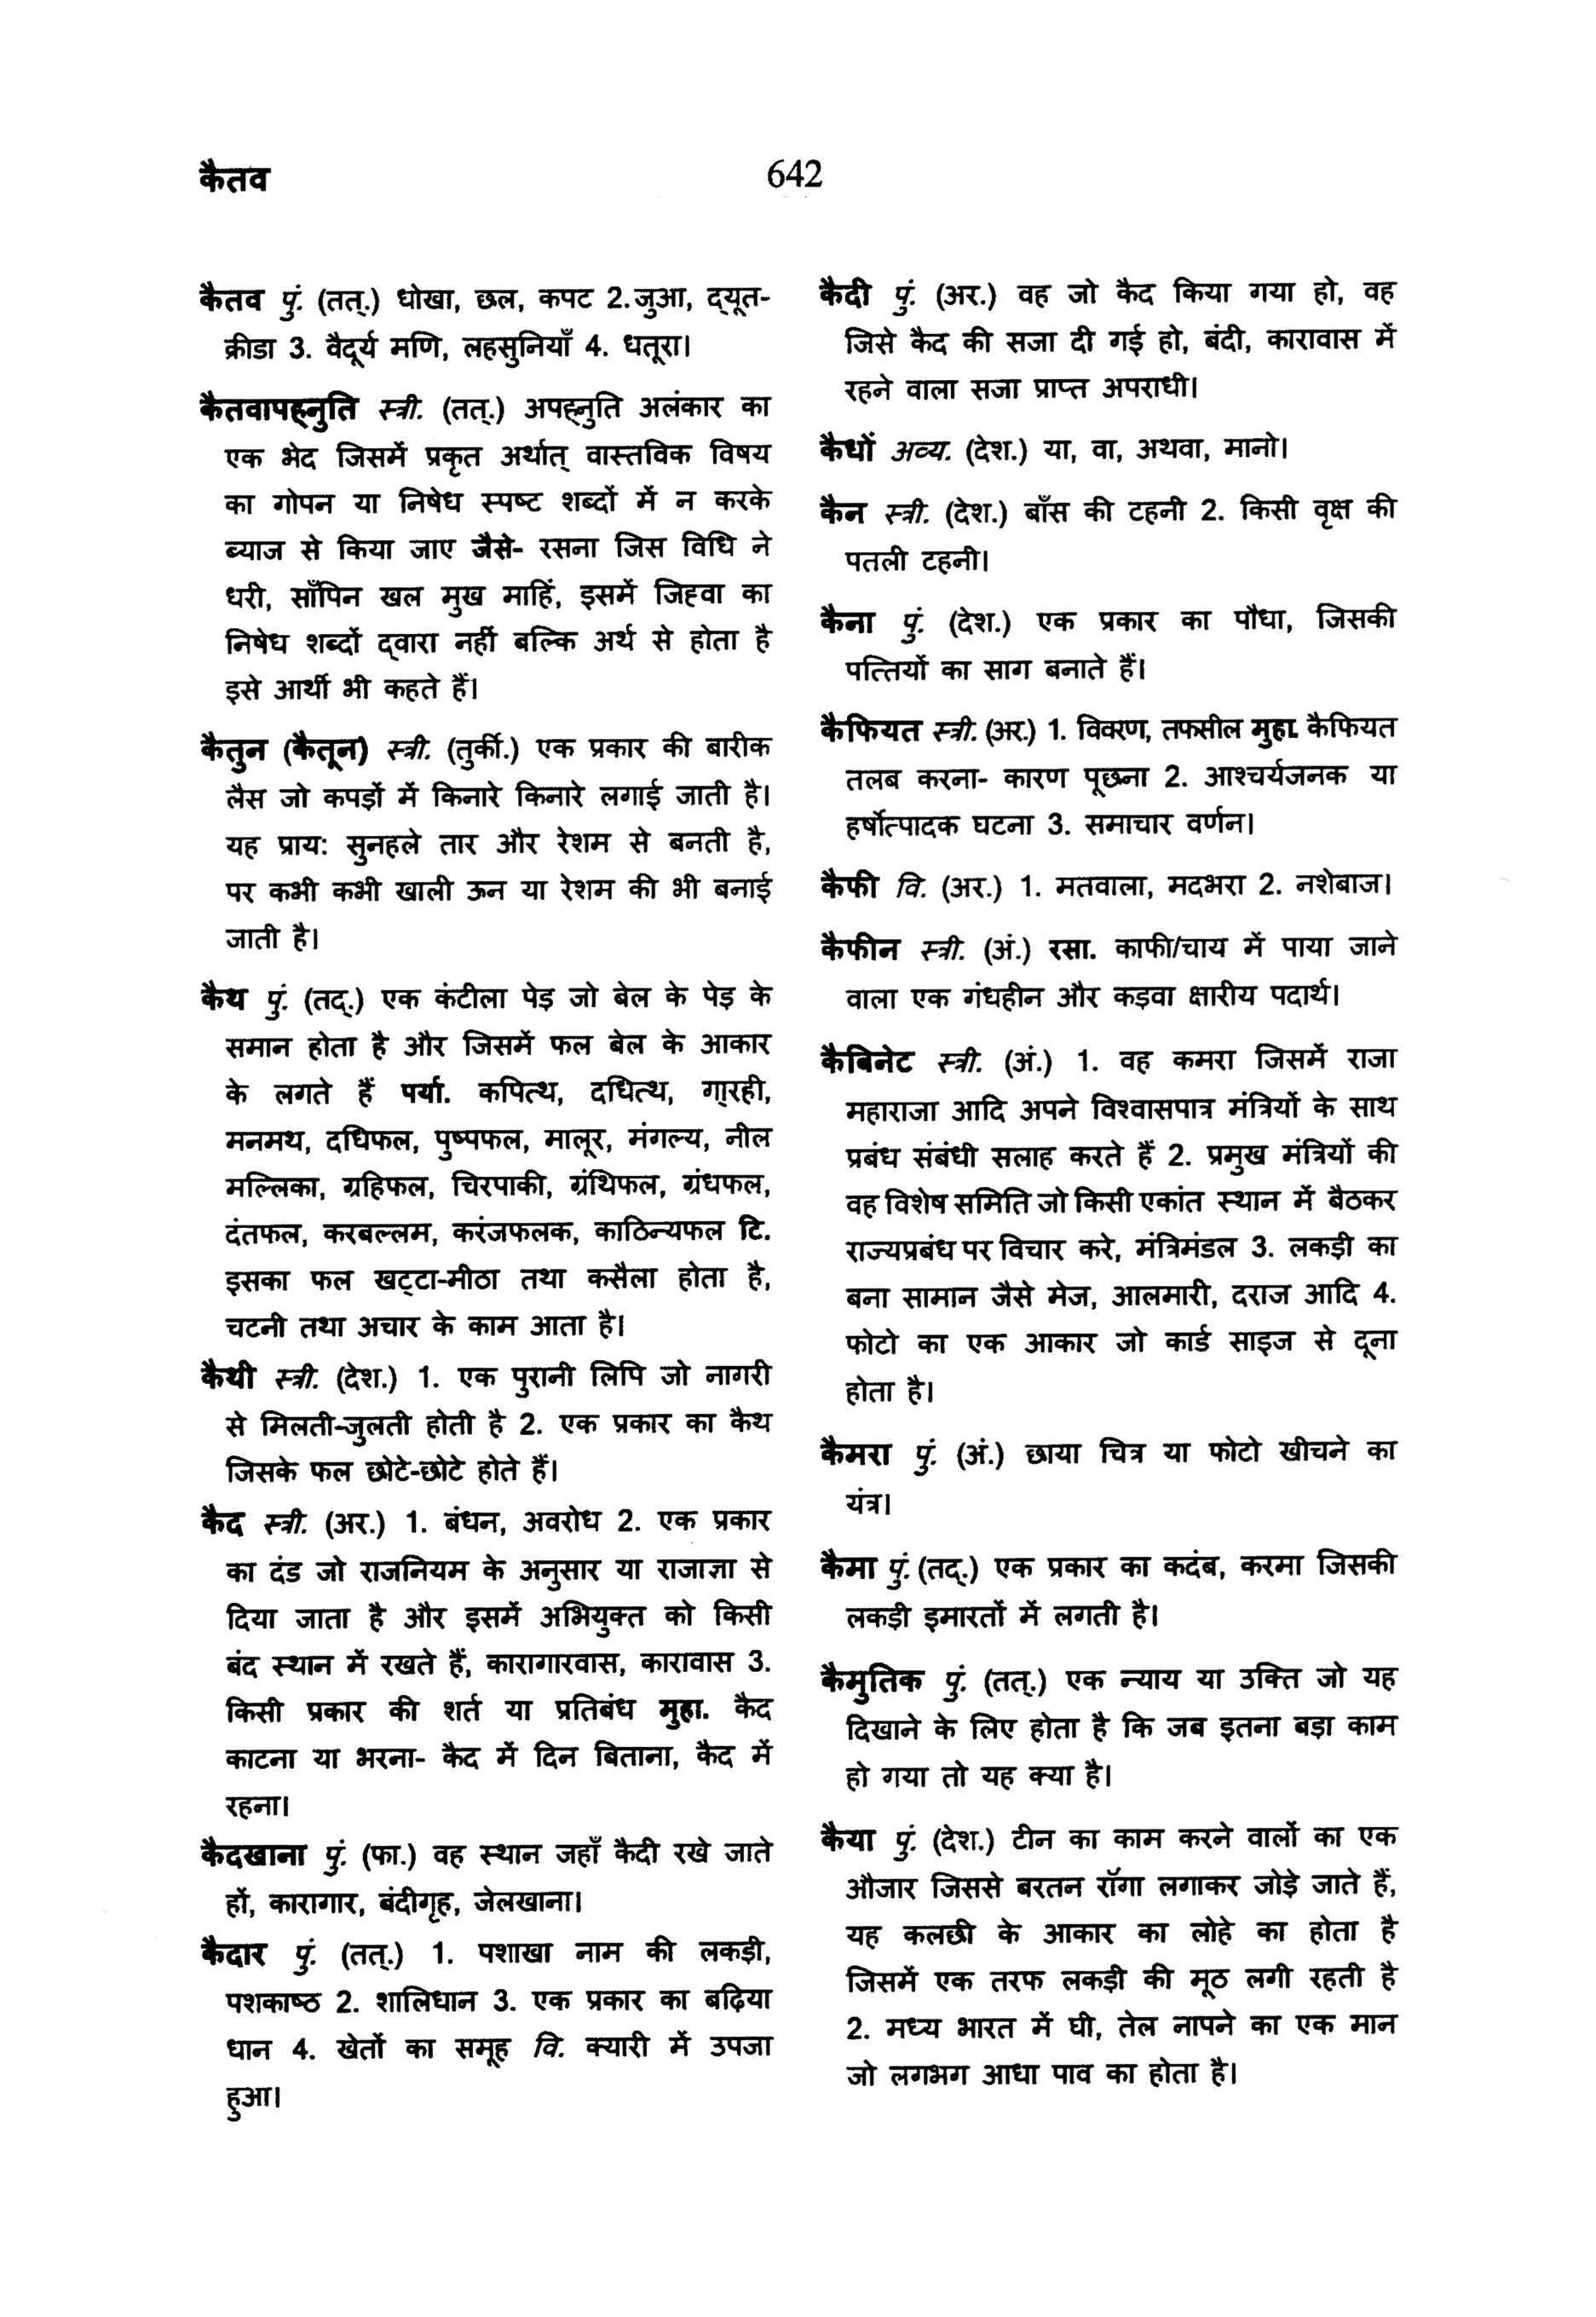 कैतव
642
कैतव पुं. (तत्.) धोखा, छल, कपट 2.जुआ, द्यूत-
क्रीडा 3. वैदूर्य मणि, लहसुनियाँ 4. धतूरा।
कैतवापह्नुति स्त्री. (तत्.) अपह्नुति अलंकार का
एक भेद जिसमें प्रकृत अर्थात् वास्तविक विषय
का गोपन या निषेध स्पष्ट शब्दों में न करके
ब्याज से किया जाए जैसे- रसना जिस विधि ने
धरी, साँपिन खल मुख माहिं, इसमें जिह्वा का
निषेध शब्दों द्वारा नहीं बल्कि अर्थ से होता है
इसे आर्थी भी कहते हैं।
कैतुन (कैतून) स्त्री. (तुर्की.) एक प्रकार की बारीक
लैस जो कपड़ों में किनारे किनारे लगाई जाती है।
यह प्राय: सुनहले तार और रेशम से बनती है,
पर कभी कभी खाली ऊन या रेशम की भी बनाई
जाती है।
कैथ पुं. (तद्.) एक कंटीला पेड़ जो बेल के पेड़ के
समान होता है और जिसमें फल बेल के आकार
के लगते हैं पर्या. कपित्थ, दधित्थ, गा्रही,
मनमथ, दधिफल, पुष्पफल, मालूर, मंगल्य, नील
मल्लिका, ग्रहिफल, चिरपाकी, ग्रंथिफल, ग्रंधफल,
दंतफल, करबल्लम, करंजफलक, काठिन्यफल टि.
इसका फल खट्टा-मीठा तथा कसैला होता है,
चटनी तथा अचार के काम आता है।
कैथी स्त्री. (देश.) 1. एक पुरानी लिपि जो नागरी
से मिलती-जुलती होती है 2. एक प्रकार का कैथ
जिसके फल छोटे-छोटे होते हैं।
कैद स्त्री. (अर.) 1. बंधन, अवरोध 2. एक प्रकार
का दंड जो राजनियम के अनुसार या राजाज्ञा से
दिया जाता है और इसमें अभियुक्त को किसी
बंद स्थान में रखते हैं, कारागारवास, कारावास 3.
किसी प्रकार की शर्त या प्रतिबंध मुहा. कैद
काटना या भरना- कैद में दिन बिताना, कैद में
रहना।
कैदखाना पुं. (फा.) वह स्थान जहाँ कैदी रखे जाते
हों, कारागार, बंदीगृह, जेलखाना।
कैदार पुं. (तत्.) 1. पशाखा नाम की लकड़ी,
पशकाष्ठ 2. शालिधान 3. एक प्रकार का बढ़िया
धान 4. खेतों का समूह वि. क्यारी में उपजा
हुआ।
कैदी पुं. (अर.) वह जो कैद किया गया हो, वह
जिसे कैद की सजा दी गई हो, बंदी, कारावास में
रहने वाला सजा प्राप्त अपराधी।
कैधों अव्य. (देश.) या, वा, अथवा, मानो।
कैन स्त्री. (देश.) बाँस की टहनी 2. किसी वृक्ष की
पतली टहनी।
कैना पुं. (देश.) एक प्रकार का पौधा, जिसकी
पत्तियों का साग बनाते हैं।
कैफियत स्त्री. (अर.) 1. विवरण, तफसील मुहा. कैफियत
तलब करना- कारण पूछना 2. आश्चर्यजनक या
हर्षोत्पादक घटना 3. समाचार वर्णन।
कैफी वि. (अर.) 1. मतवाला, मदभरा 2. नशेबाज।
कैफीन स्त्री. (अं.) रसा. काफी/चाय में पाया जाने
वाला एक गंधहीन और कड़वा क्षारीय पदार्थ।
कैबिनेट स्त्री. (अं.) 1. वह कमरा जिसमें राजा
महाराजा आदि अपने विश्वासपात्र मंत्रियों के साथ
प्रबंध संबंधी सलाह करते हैं 2. प्रमुख मंत्रियों की
वह विशेष समिति जो किसी एकांत स्थान में बैठकर
राज्यप्रबंध पर विचार करे, मंत्रिमंडल 3. लकड़ी का
बना सामान जैसे मेज, आलमारी, दराज आदि 4.
फोटो का एक आकार जो कार्ड साइज से दूना
होता है।
कैमरा पुं. (अं.) छाया चित्र या फोटो खीचने का
यंत्र।
कैमा पुं. (तद्.) एक प्रकार का कदंब, करमा जिसकी
लकड़ी इमारतों में लगती है।
कैमुतिक पुं. (तत्.) एक न्याय या उक्ति जो यह
दिखाने के लिए होता है कि जब इतना बड़ा काम
हो गया तो यह क्या है।
कैया पुं. (देश.) टीन का काम करने वालों का एक
औजार जिससे बरतन रॉगा लगाकर जोड़े जाते हैं,
यह कलछी के आकार का लोहे का होता है
जिसमें एक तरफ लकड़ी की मूठ लगी रहती है
2. मध्य भारत में घी, तेल नापने का एक मान
जो लगभग आधा पाव का होता है।